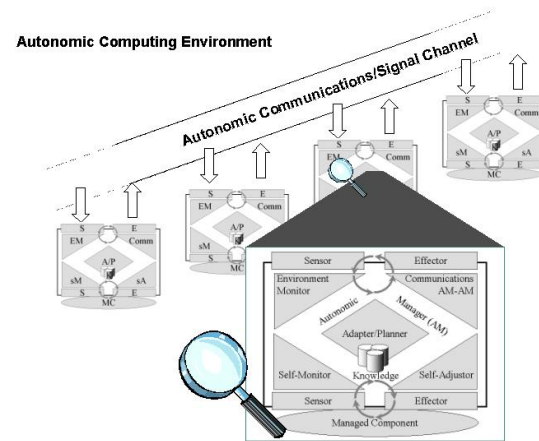 Autonomic Computing Environment
Autonomic Communications/Signal Channel
S E
EM Comm
A/P
sM sA
S E
MC
S E
EM Comm
A/P
sM
S
MC
S E
EM Comm
S E
EM Comm
A/P
sM sA
S E
MC
Sensor Effector
Environment Monitor
Communications AM-AM
Autonomic Manager (AM)
Adapter/Planner
Knowledge
Self-Monitor Self-Adjustor
Sensor Effector
Managed Component